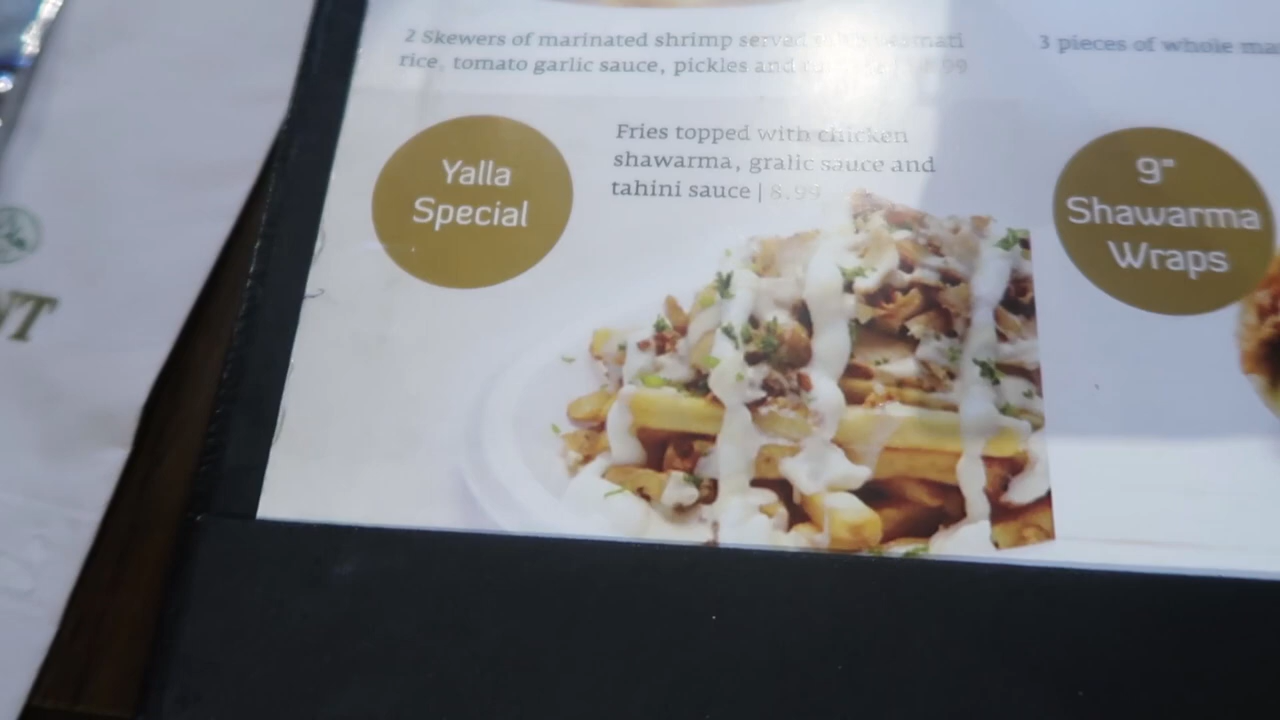 2 Skewers of marinated shrimp served
rice, tomato garlic sauce, pickles and
3 pieces of whole
Yalla
Special
Fries topped with chicken
shawarma, gralic sauce and
tahini sauce | 8.99
9"
Shawarma
Wraps
NT